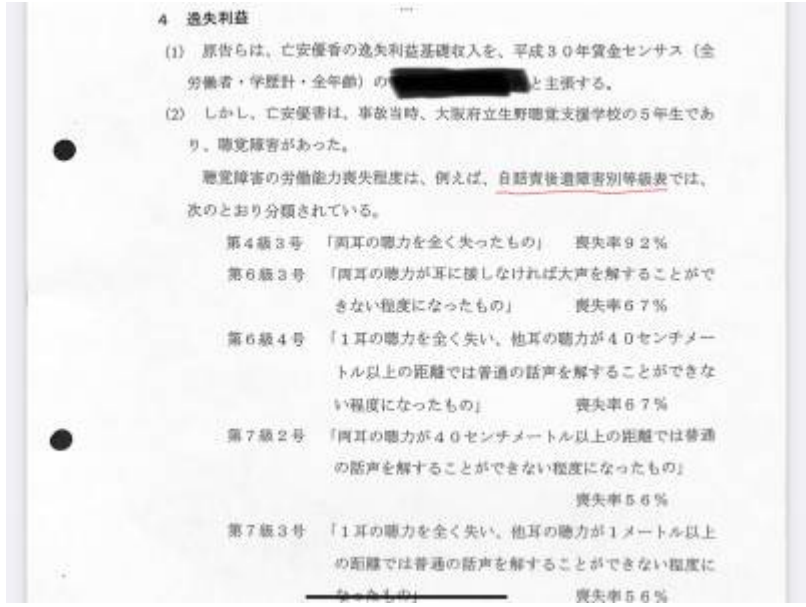 4 逸失利益
(1) 原告らは、亡安優香の逸失利益基礎収入を、平成30年賃金センサス（全
労働者・学歴計・全年齢）の
と主張する。
(2) しかし、亡安優香は、事故当時、大阪府立生野聴覚支援学校の5年生であ
り、聴覚障害があった。
聴覚障害の労働能力喪失程度は、例えば、自賠責後遺障害別等級表では、
次のとおり分類されている。
第4級3号 「両耳の聴力を全く失ったもの」 喪失率92%
第6級3号 「両耳の聴力が耳に接しなければ大声を解することがで
きない程度になったもの」 喪失率67%
第6級4号 「1耳の聴力を全く失い、他耳の聴力が40センチメー
トル以上の距離では普通の話声を解することができな
い程度になったもの」 喪失率67%
第7級2号 「両耳の聴力が40センチメートル以上の距離では普通
の話声を解することができない程度になったもの」
喪失率56%
第7級3号 「1耳の聴力を全く失い、他耳の聴力が1メートル以上
の距離では普通の話声を解することができない程度に
なったもの」 喪失率56%